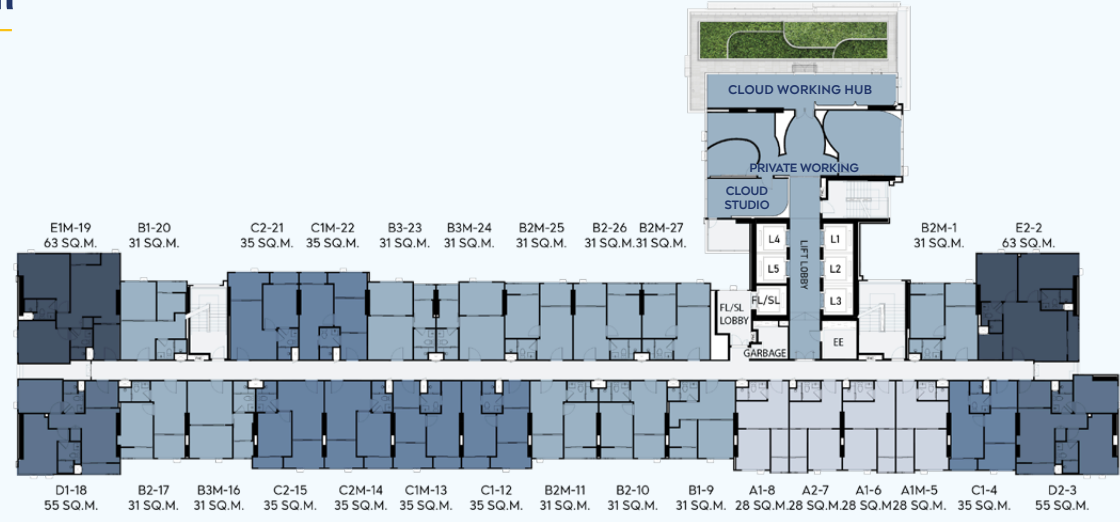 CLOUD WORKING HUB
PRIVATE WORKING
CLOUD
STUDIO
E1M-19
63 SQ.M.
B1-20
31 SQ.M.
C2-21
35 SQ.M.
C1M-22
35 SQ.M.
B3-23
31 SQ.M.
B3M-24
31 SQ.M.
B2M-25
31 SQ.M.
B2-26
31 SQ.M.
B2M-27
31 SQ.M.
L4
L5
LIFT LOBBY
L1
L2
L3
B2M-1
31 SQ.M.
E2-2
63 SQ.M.
FL/SL
LOBBY
FL/SL
GARBAGE
EE
D1-18
55 SQ.M.
B2-17
31 SQ.M.
B3M-16
31 SQ.M.
C2-15
35 SQ.M.
C2M-14
35 SQ.M.
C1M-13
35 SQ.M.
C1-12
35 SQ.M.
B2M-11
31 SQ.M.
B2-10
31 SQ.M.
B1-9
31 SQ.M.
A1-8
28 SQ.M.
A2-7
28 SQ.M.
A1-6
28 SQ.M
A1M-5
28 SQ.M.
C1-4
35 SQ.M.
D2-3
55 SQ.M.